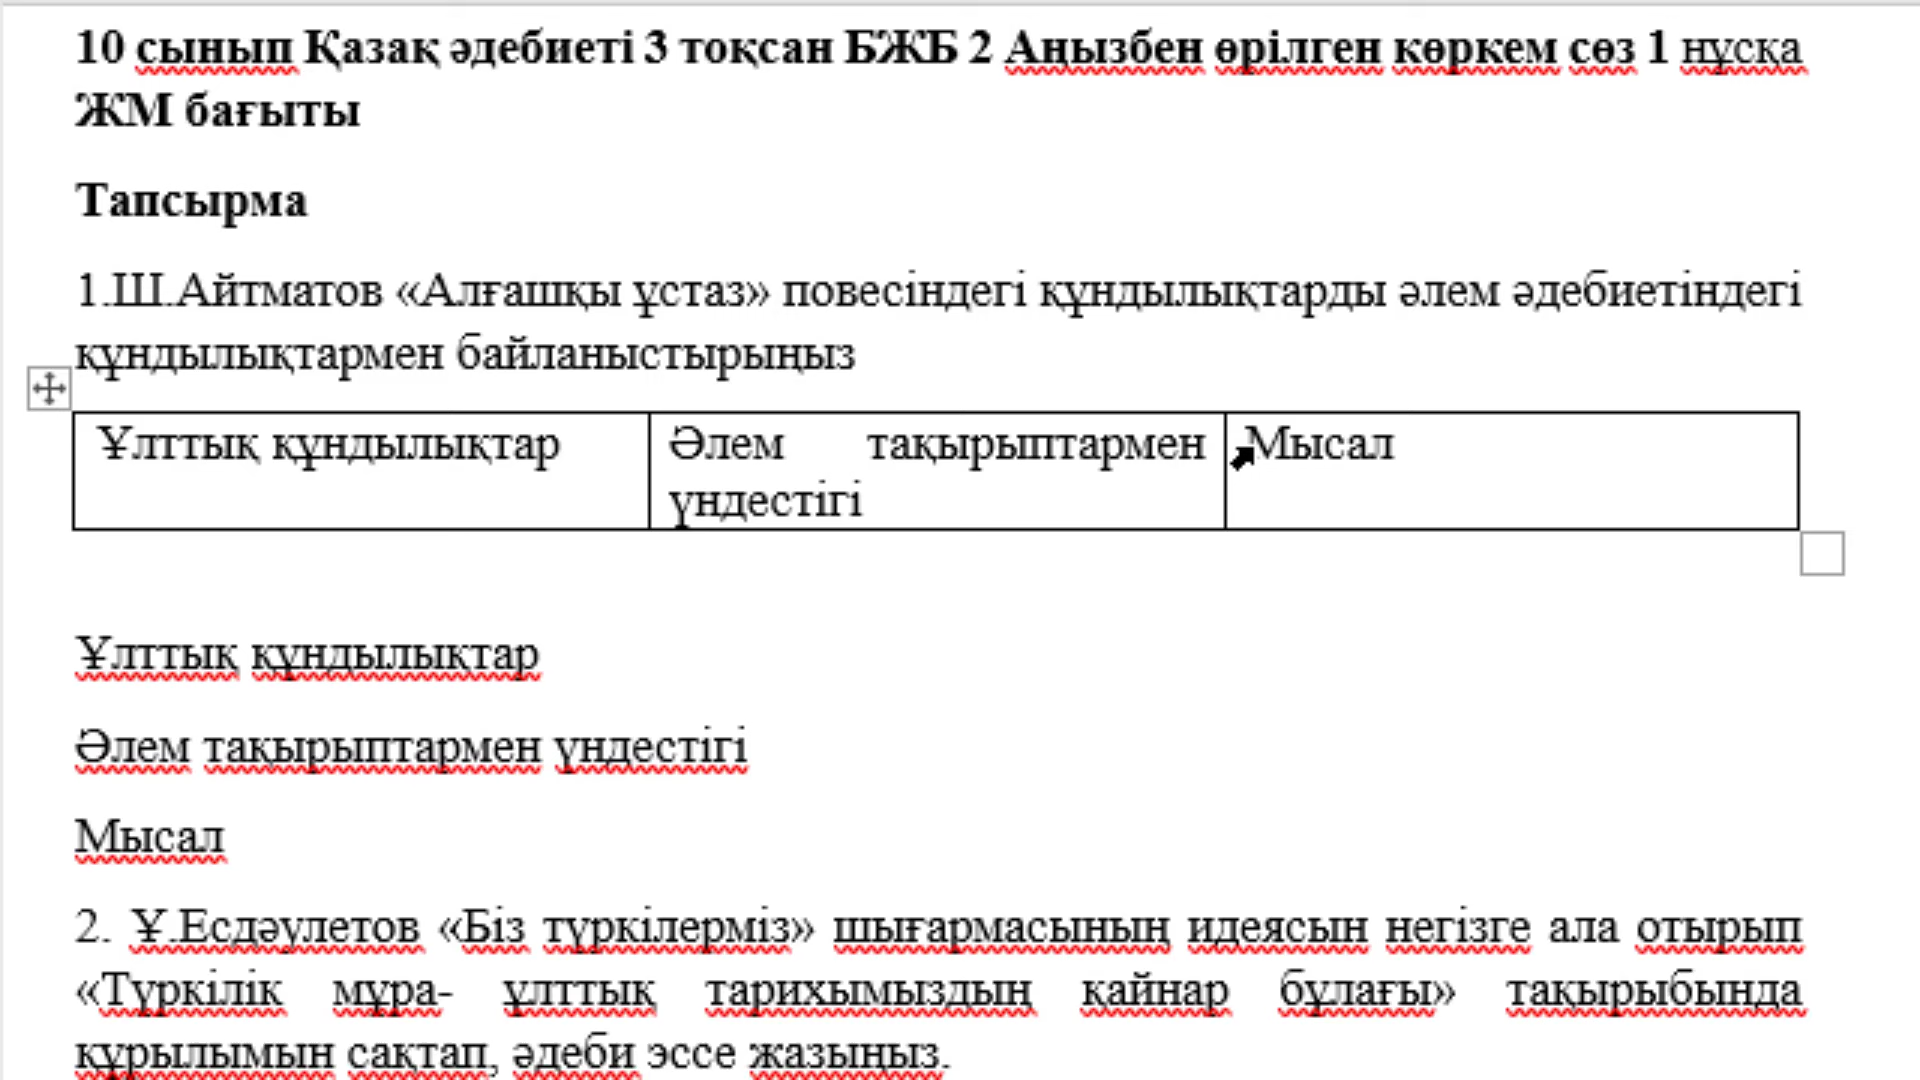 10 сынып Қазақ әдебиеті 3 тоқсан БЖБ 2 Аңызбен өрілген көркем сөз 1 нұсқа
ЖМ бағыты
Тапсырма
1.Ш.Айтматов «Алғашқы ұстаз» повесіндегі құндылықтарды әлем әдебиетіндегі
құндылықтармен байланыстырыңыз
Ұлттық құндылықтар
Әлем тақырыптармен
үндестігі
Мысал
Ұлттық құндылықтар
Әлем тақырыптармен үндестігі
Мысал
2. Ұ.Есдәулетов «Біз түркілерміз» шығармасының идеясын негізге ала отырып
«Түркілік мұра- ұлттық тарихымыздың қайнар бұлағы» тақырыбында
құрылымын сақтап, әдеби эссе жазыңыз.